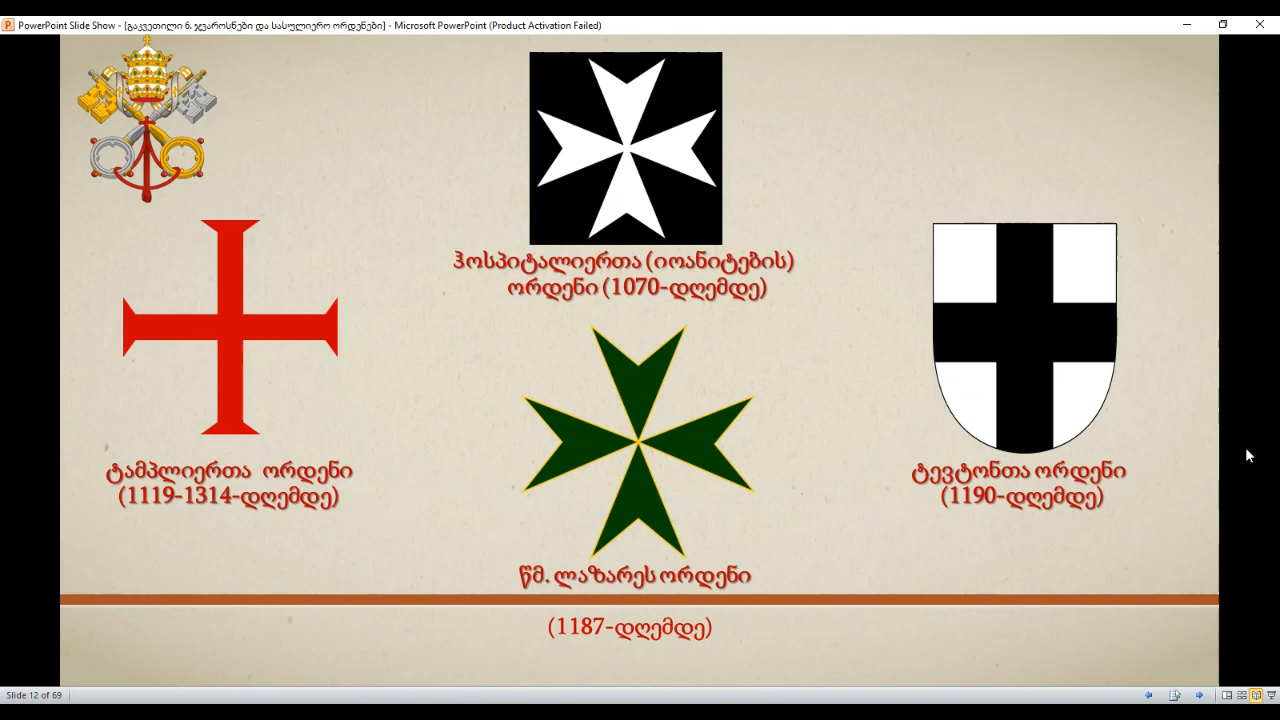 PowerPoint Slide Show - [გაკვეთილი 6. ჯვაროსნები და სასულიერო ორდენები] - Microsoft PowerPoint (Product Activation Failed)
ჰოსპიტალიერთა (იოანიტების)
ორდენი (1070-დღემდე)
ტამპლიერთა ორდენი
(1119-1314-დღემდე)
ტევტონთა ორდენი
(1190-დღემდე)
წმ. ლაზარეს ორდენი
(1187-დღემდე)
Slide 12 of 69